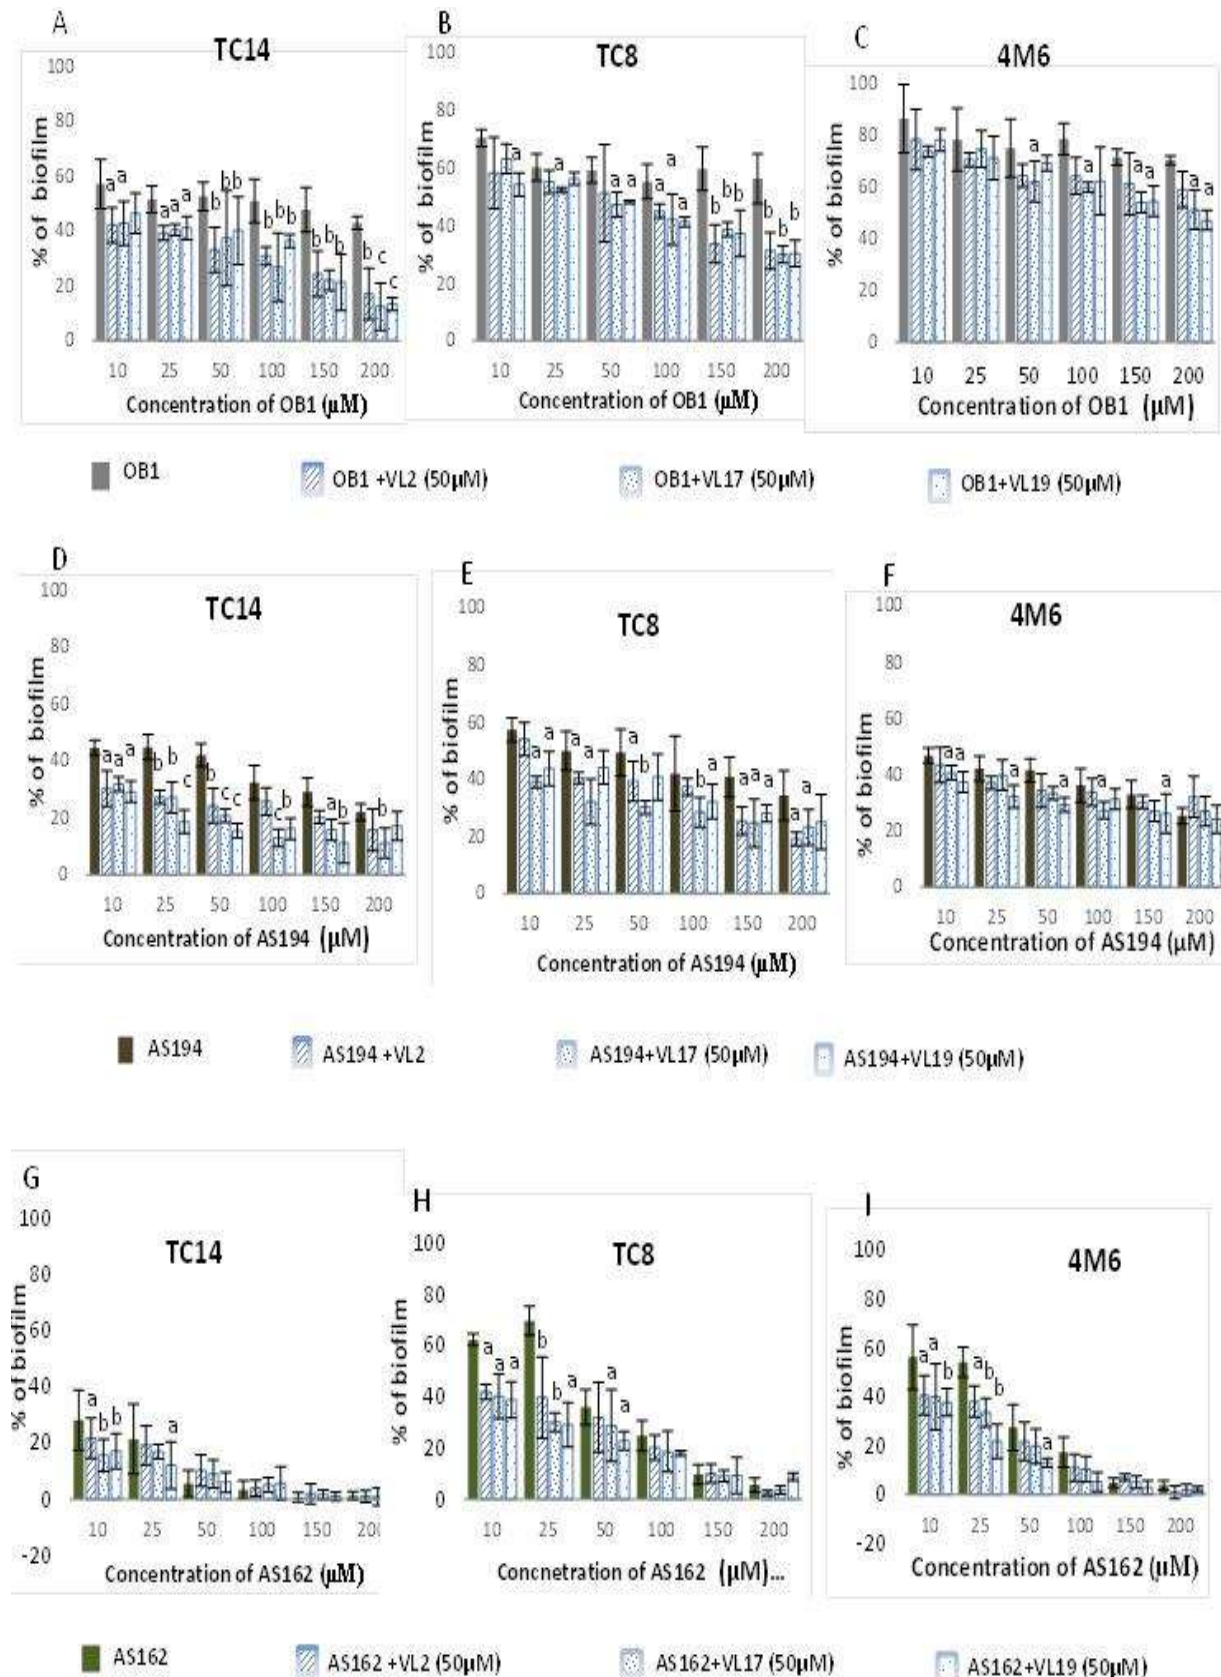 A
TC14
% of biofilm
100
80
60
40
20
0
a a
a a a
b b
b b
b b b
b c c
10 25 50 100 150 200
Concentration of OB1 (µM)
B
TC8
% of biofilm
100
80
60
40
20
0
a
a
a
a a
b b
b b b
10 25 50 100 150 200
Concentration of OB1 (µM)
C
4M6
% of biofilm
100
80
60
40
20
0
a
a
a a
a a
10 25 50 100 150 200
Concentration of OB1 (µM)
OB1
OB1 +VL2 (50µM)
OB1+VL17 (50µM)
OB1+VL19 (50µM)
D
TC14
% of biofilm
100
80
60
40
20
0
a a a
b b c
b c c
c b
a b
a
10 25 50 100 150 200
Concentration of AS194 (µM)
E
TC8
% of biofilm
100
80
60
40
20
0
a a
a a
a b
b a
a a a
a a
10 25 50 100 150 200
Concentration of AS194 (µM)
F
4M6
% of biofilm
100
80
60
40
20
0
a a
a
a
a
a
10 25 50 100 150 200
Concentration of AS194 (µM)
AS194
AS194 +VL2
AS194+VL17 (50µM)
AS194+VL19 (50µM)
G
TC14
% of biofilm
100
80
60
40
20
0
-20
a b b
a
10 25 50 100 150 200
Concentration of AS162 (µM)
H
TC8
% of biofilm
100
80
60
40
20
0
a a a
b b
a a
10 25 50 100 150 200
Concnetration of AS162 (µM)...
I
4M6
% of biofilm
100
80
60
40
20
0
-20
a a b
a b b
a
10 25 50 100 150 200
Concentration of AS162 (µM)
AS162
AS162 +VL2 (50µM)
AS162+VL17 (50µM)
AS162+VL19 (50µM)